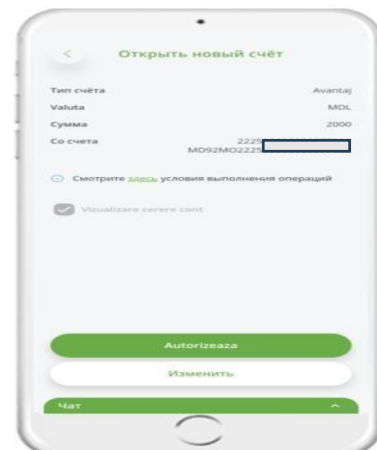 Открыть новый счёт
Тип счёта Avantaj
Valuta MDL
Сумма 2000
Со счета 2225
MD92MO2225
Смотрите здесь условия выполнения операций
Vizualizare cerere cont
Autorizeaza
Изменить
Чат